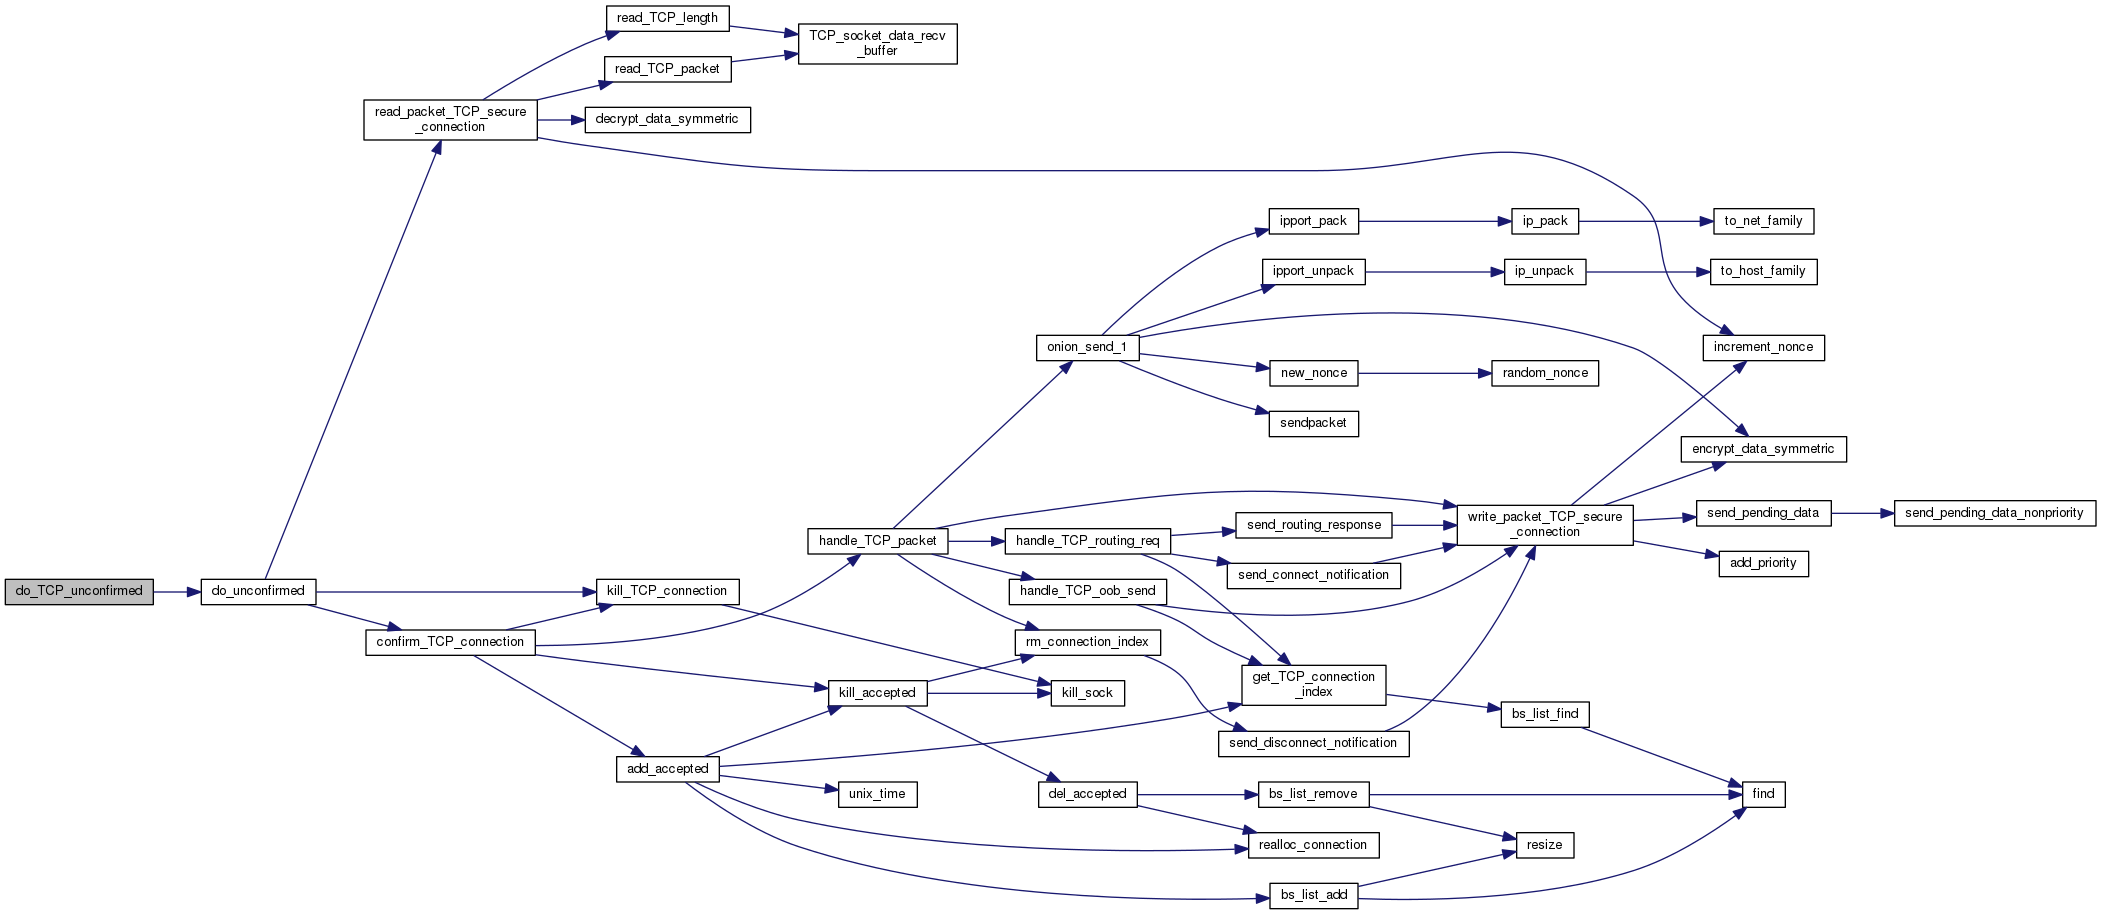 read_TCP_length
TCP_socket_data_recv
_buffer
read_TCP_packet
read_packet_TCP_secure
_connection
decrypt_data_symmetric
ipport_pack
ip_pack
to_net_family
ipport_unpack
ip_unpack
to_host_family
onion_send_1
increment_nonce
new_nonce
random_nonce
sendpacket
encrypt_data_symmetric
write_packet_TCP_secure
_connection
send_pending_data
send_pending_data_nonpriority
send_routing_response
handle_TCP_packet
handle_TCP_routing_req
add_priority
send_connect_notification
do_TCP_unconfirmed
do_unconfirmed
kill_TCP_connection
handle_TCP_oob_send
confirm_TCP_connection
rm_connection_index
get_TCP_connection
_index
kill_accepted
kill_sock
bs_list_find
send_disconnect_notification
add_accepted
unix_time
del_accepted
bs_list_remove
find
realloc_connection
resize
bs_list_add